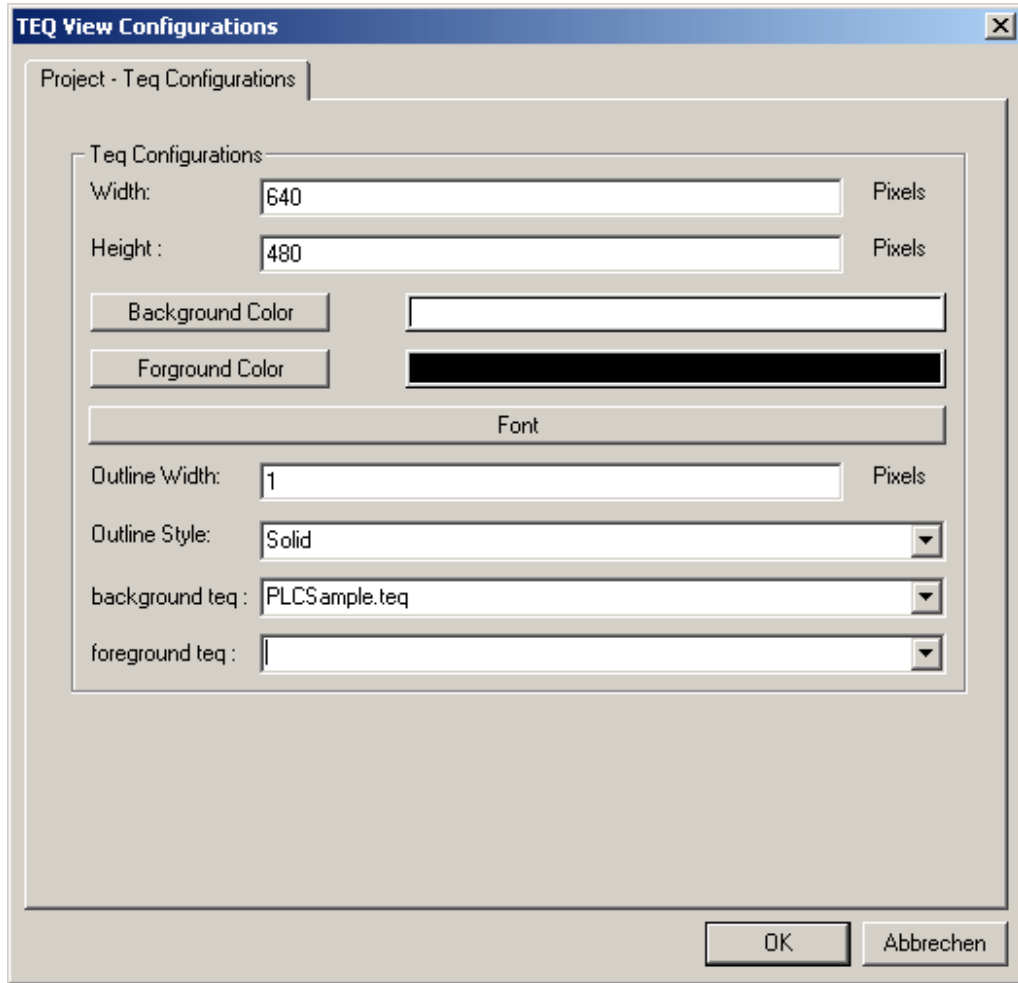 TEQ View Configurations
Project - Teq Configurations
Teq Configurations
Width: 640 Pixels
Height : 480 Pixels
Background Color
Forground Color
Font
Outline Width: 1 Pixels
Outline Style: Solid
background teq : PLCSample.teq
foreground teq :
OK Abbrechen